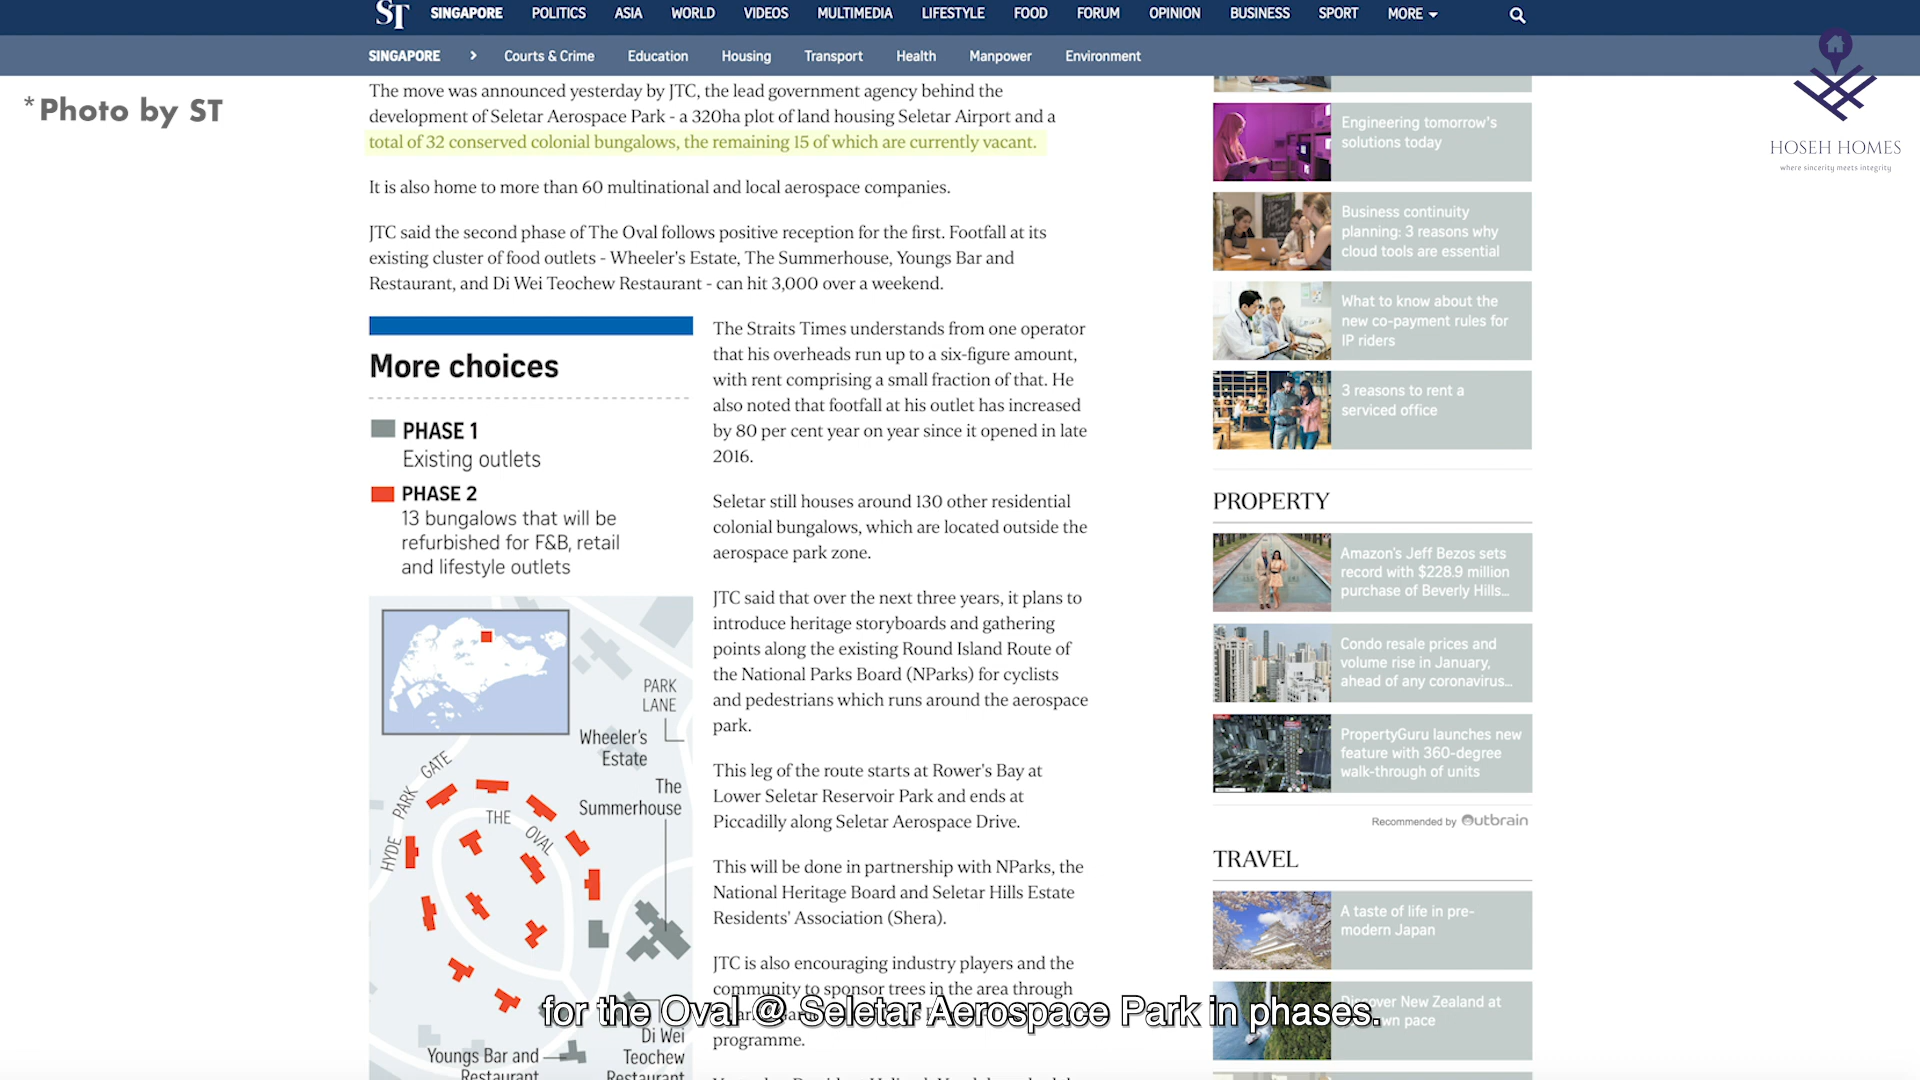 ST SINGAPORE POLITICS ASIA WORLD VIDEOS MULTIMEDIA LIFESTYLE FOOD FORUM OPINION BUSINESS SPORT MORE
SINGAPORE > Courts & Crime Education Housing Transport Health Manpower Environment
*Photo by ST
HOSEH HOMES
where sincerity meets integrity
The move was announced yesterday by JTC, the lead government agency behind the
development of Seletar Aerospace Park - a 320ha plot of land housing Seletar Airport and a
total of 32 conserved colonial bungalows, the remaining 15 of which are currently vacant.
It is also home to more than 60 multinational and local aerospace companies.
JTC said the second phase of The Oval follows positive reception for the first. Footfall at its
existing cluster of food outlets - Wheeler's Estate, The Summerhouse, Youngs Bar and
Restaurant, and Di Wei Teochew Restaurant - can hit 3,000 over a weekend.
More choices
PHASE 1
Existing outlets
PHASE 2
13 bungalows that will be
refurbished for F&B, retail
and lifestyle outlets
PARK
LANE
Wheeler's
Estate
The
Summerhouse
HYDE PARK GATE
THE OVAL
Di Wei
Teochew
Restaurant
Youngs Bar and
Restaurant
The Straits Times understands from one operator
that his overheads run up to a six-figure amount,
with rent comprising a small fraction of that. He
also noted that footfall at his outlet has increased
by 80 per cent year on year since it opened in late
2016.
Seletar still houses around 130 other residential
colonial bungalows, which are located outside the
aerospace park zone.
JTC said that over the next three years, it plans to
introduce heritage storyboards and gathering
points along the existing Round Island Route of
the National Parks Board (NParks) for cyclists
and pedestrians which runs around the aerospace
park.
This leg of the route starts at Rower's Bay at
Lower Seletar Reservoir Park and ends at
Piccadilly along Seletar Aerospace Drive.
This will be done in partnership with NParks, the
National Heritage Board and Seletar Hills Estate
Residents' Association (Shera).
JTC is also encouraging industry players and the
community to sponsor trees in the area through
programme.
for the Oval @ Seletar Aerospace Park in phases.
Engineering tomorrow's
solutions today
Business continuity
planning: 3 reasons why
cloud tools are essential
What to know about the
new co-payment rules for
IP riders
3 reasons to rent a
serviced office
PROPERTY
Amazon's Jeff Bezos sets
record with $228.9 million
purchase of Beverly Hills...
Condo resale prices and
volume rise in January,
ahead of any coronavirus...
PropertyGuru launches new
feature with 360-degree
walk-through of units
Recommended by Outbrain
TRAVEL
A taste of life in pre-
modern Japan
Discover New Zealand at
pace